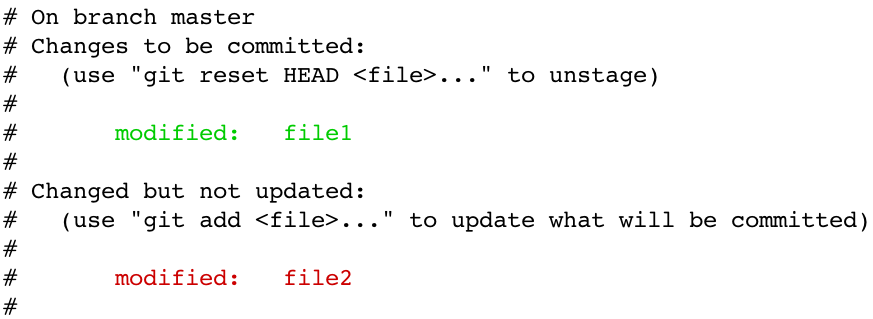 # On branch master
# Changes to be committed:
#   (use "git reset HEAD <file>..." to unstage)
#
#       modified:   file1
#
# Changed but not updated:
#   (use "git add <file>..." to update what will be committed)
#
#       modified:   file2
#